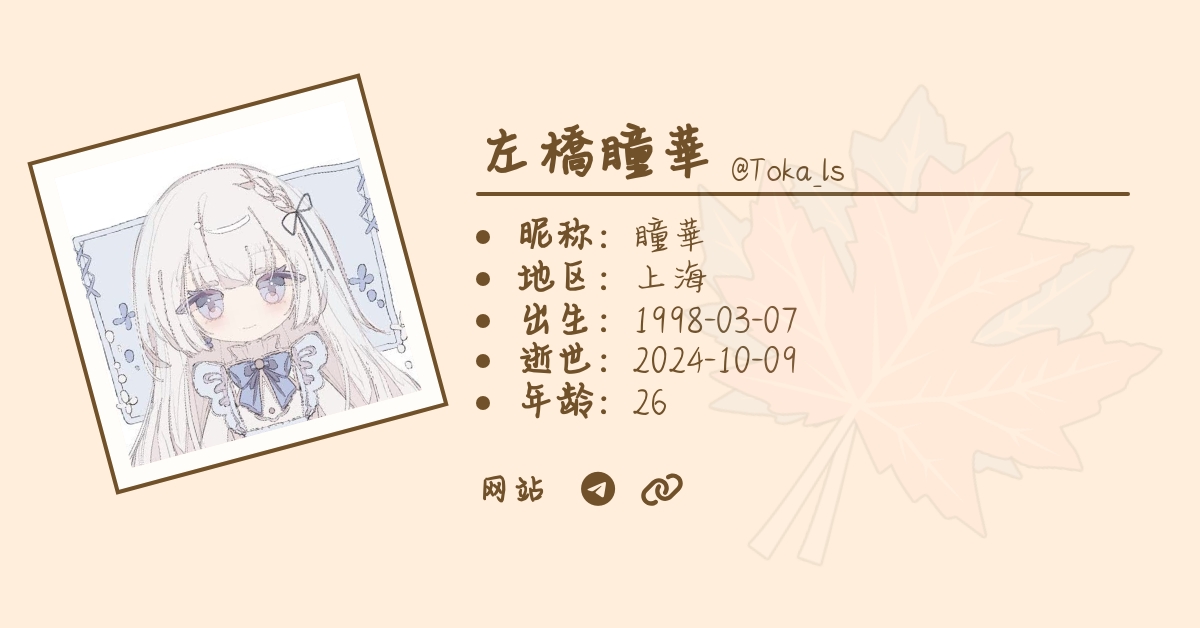 左橋瞳華 @Toka_ls
昵称： 瞳華
地区： 上海
出生： 1998-03-07
逝世： 2024-10-09
年龄： 26
网站